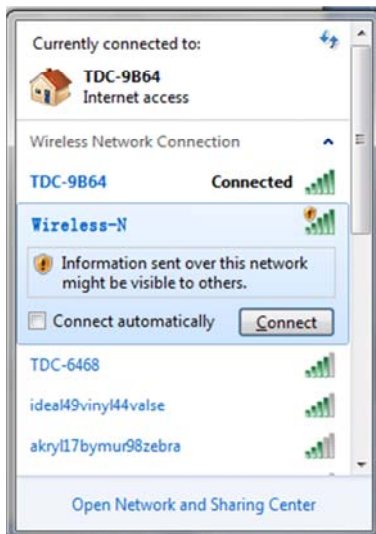 Currently connected to:
TDC-9B64
Internet access
Wireless Network Connection
TDC-9B64 Connected
Wireless-N
Information sent over this network
might be visible to others.
Connect automatically Connect
TDC-6468
ideal49vinyl44valse
akryl17bymur98zebra
Open Network and Sharing Center